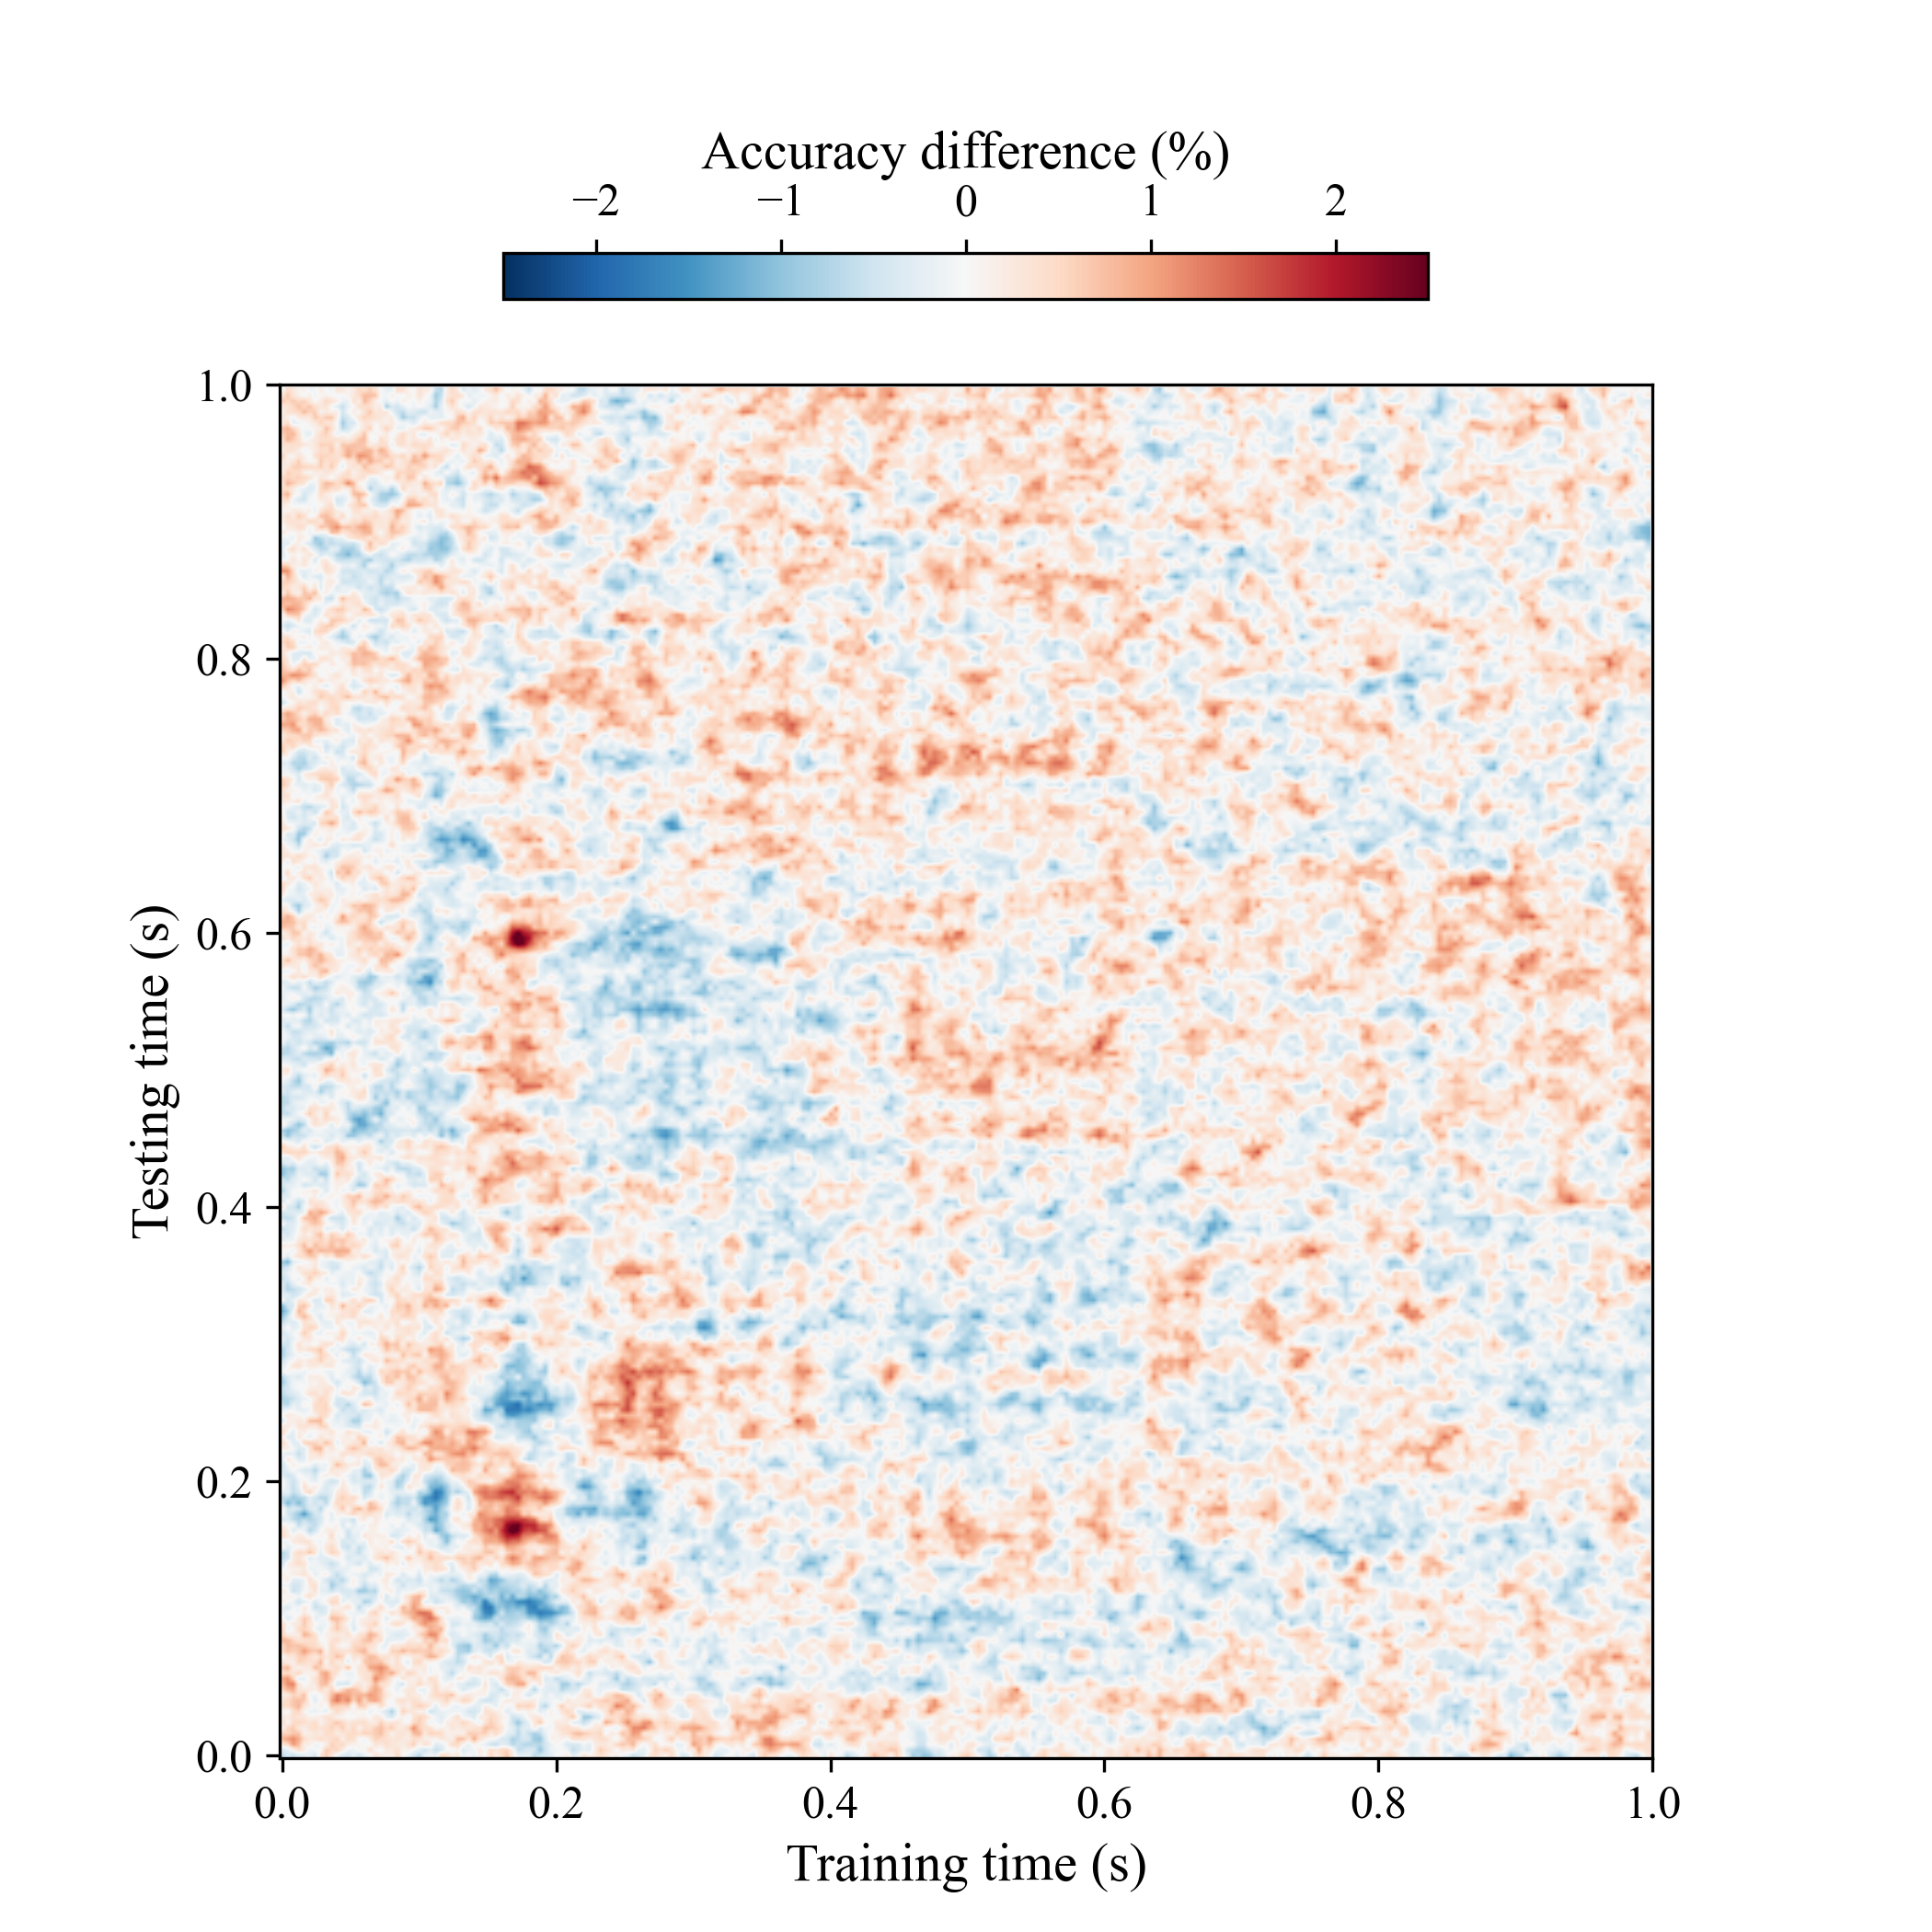 Accuracy difference (%)
−2 −1 0 1 2
1.0
0.8
0.6
0.4
0.2
0.0
Testing time (s)
0.0 0.2 0.4 0.6 0.8 1.0
Training time (s)